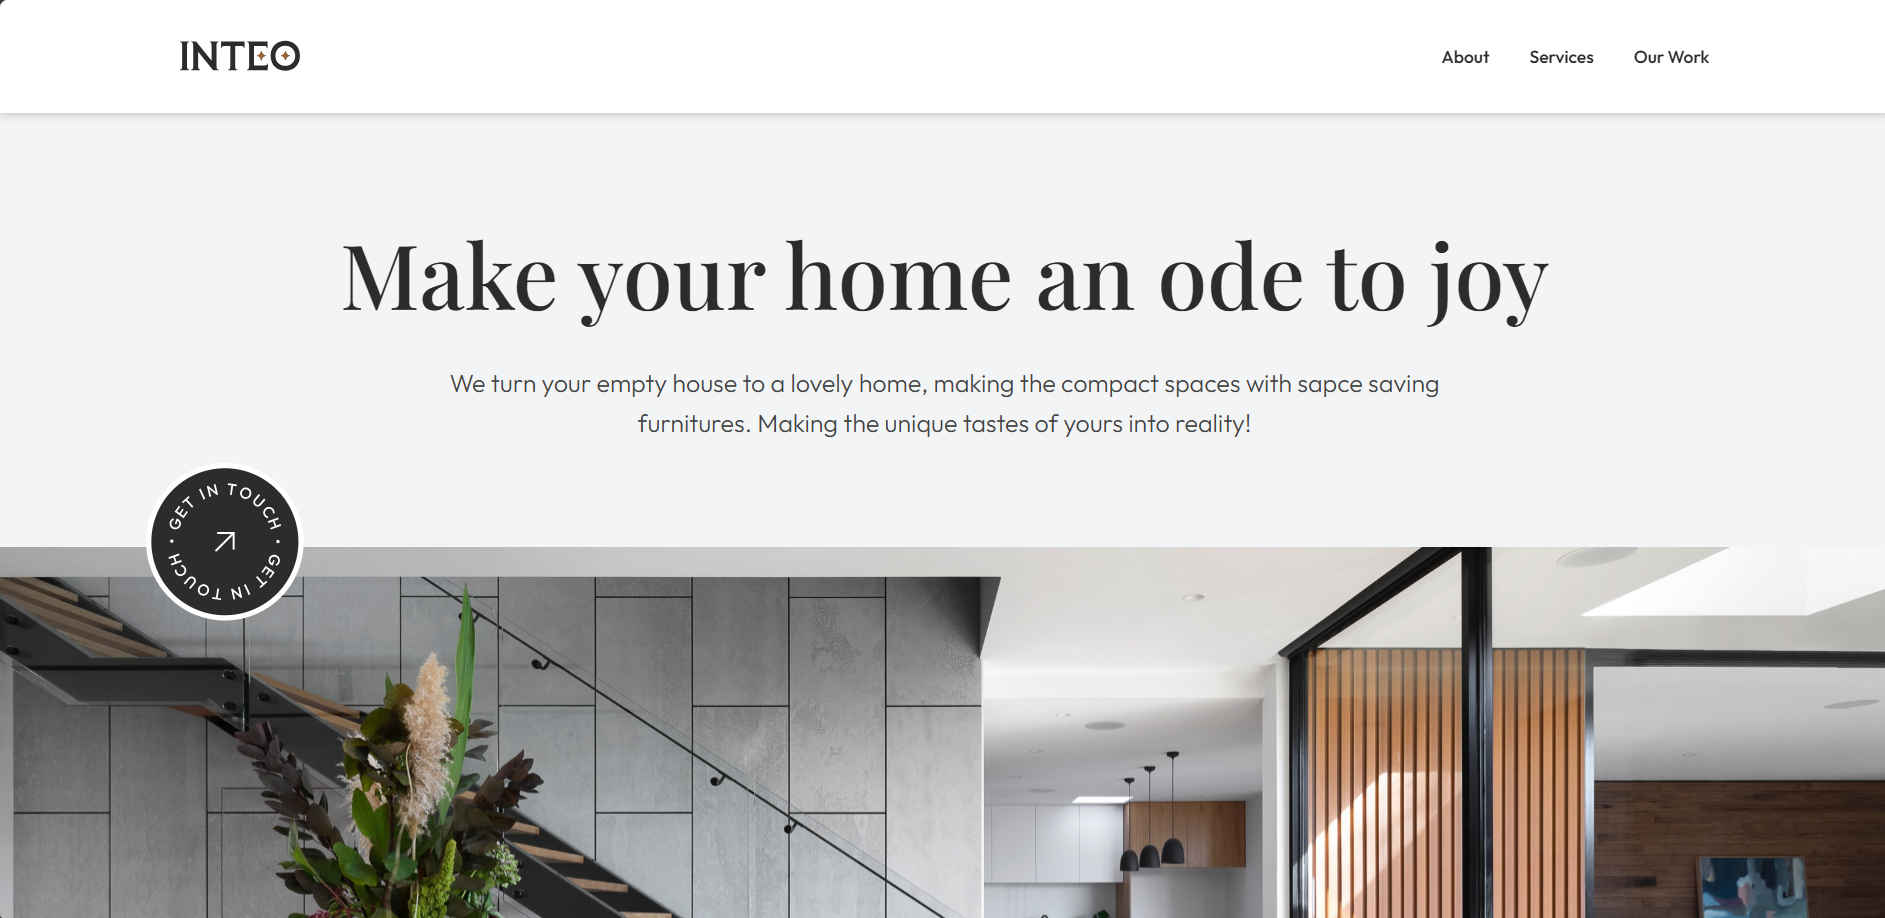 INTEO
About Services Our Work
Make your home an ode to joy
We turn your empty house to a lovely home, making the compact spaces with sapce saving
furnitures. Making the unique tastes of yours into reality!
GET IN TOUCH • GET IN TOUCH •